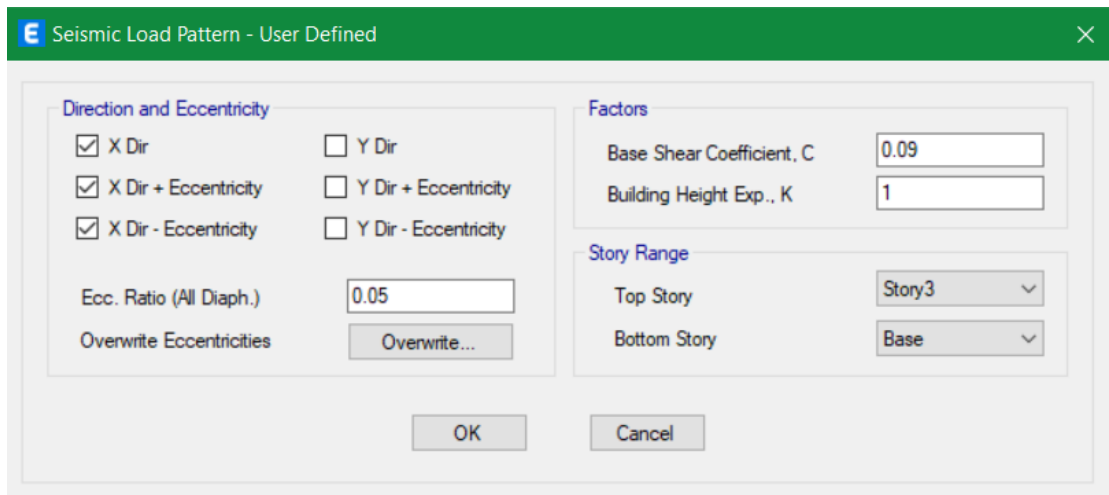 E Seismic Load Pattern - User Defined
Direction and Eccentricity
X Dir
Y Dir
X Dir + Eccentricity
Y Dir + Eccentricity
X Dir - Eccentricity
Y Dir - Eccentricity
Ecc. Ratio (All Diaph.) 0.05
Overwrite Eccentricities Overwrite...
Factors
Base Shear Coefficient, C 0.09
Building Height Exp., K 1
Story Range
Top Story Story3
Bottom Story Base
OK
Cancel